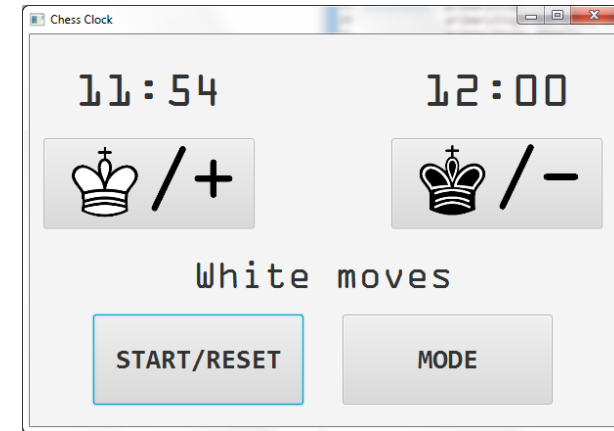 Chess Clock
11:54 12:00
/+ /-
White moves
START/RESET MODE